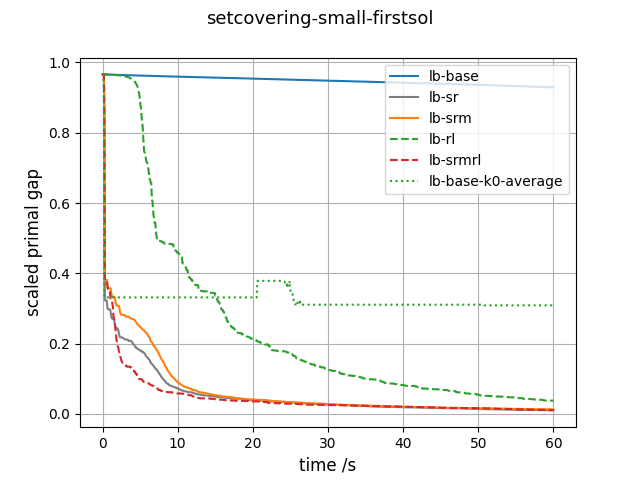 setcovering-small-firstsol
scaled primal gap
1.0
0.8
0.6
0.4
0.2
0.0
lb-base
lb-sr
lb-srm
lb-rl
lb-srmrl
lb-base-k0-average
0 10 20 30 40 50 60
time /s